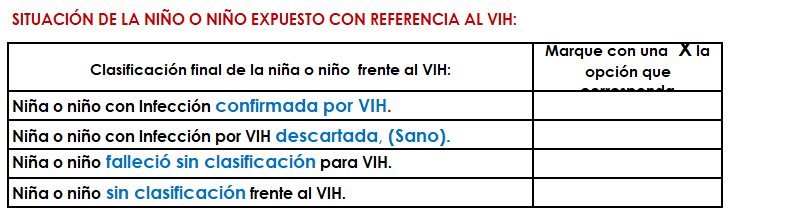 SITUACIÓN DE LA NIÑO O NIÑO EXPUESTO CON REFERENCIA AL VIH:
Clasificación final de la niña o niño frente al VIH:
Marque con una X la
opción que
corresponda
Niña o niño con Infección confirmada por VIH.
Niña o niño con Infección por VIH descartada, (Sano).
Niña o niño falleció sin clasificación para VIH.
Niña o niño sin clasificación frente al VIH.